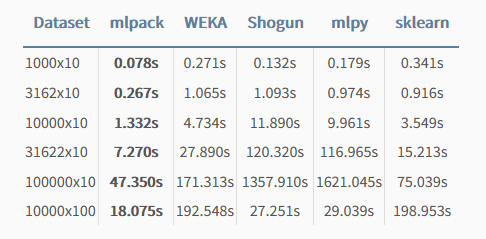 Dataset mlpack WEKA Shogun mlpy sklearn
1000x10 0.078s 0.271s 0.132s 0.179s 0.341s
3162x10 0.267s 1.065s 1.093s 0.974s 0.916s
10000x10 1.332s 4.734s 11.890s 9.961s 3.549s
31622x10 7.270s 27.890s 120.320s 116.965s 15.213s
100000x10 47.350s 171.313s 1357.910s 1621.045s 75.039s
10000x100 18.075s 192.548s 27.251s 29.039s 198.953s